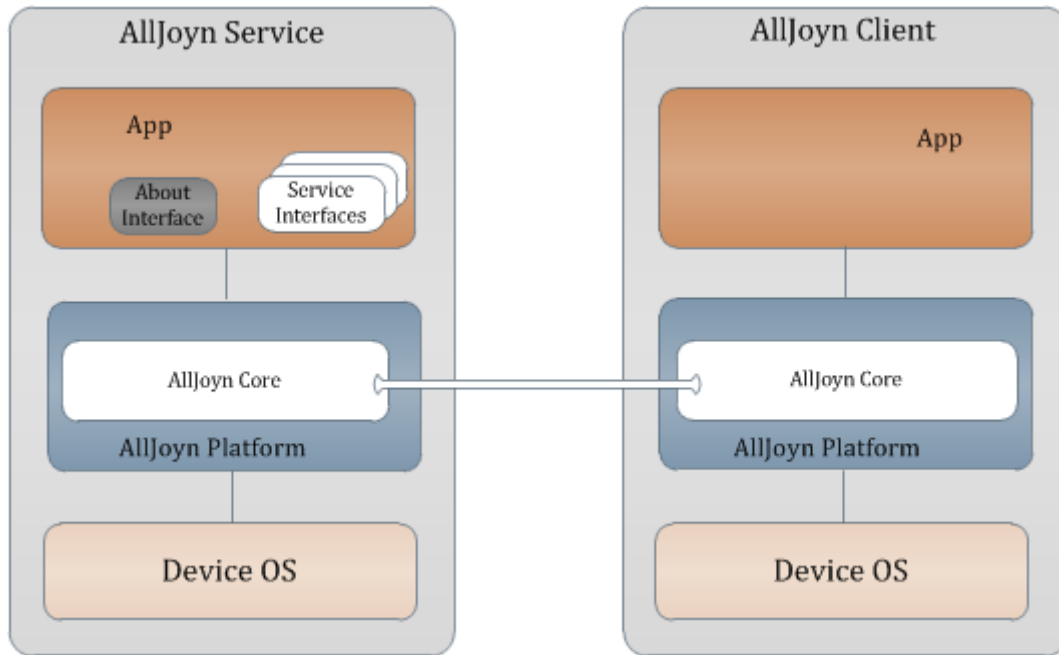 AllJoyn Service
App
About
Interface
Service
Interfaces
AllJoyn Core
AllJoyn Platform
Device OS
AllJoyn Client
App
AllJoyn Core
AllJoyn Platform
Device OS